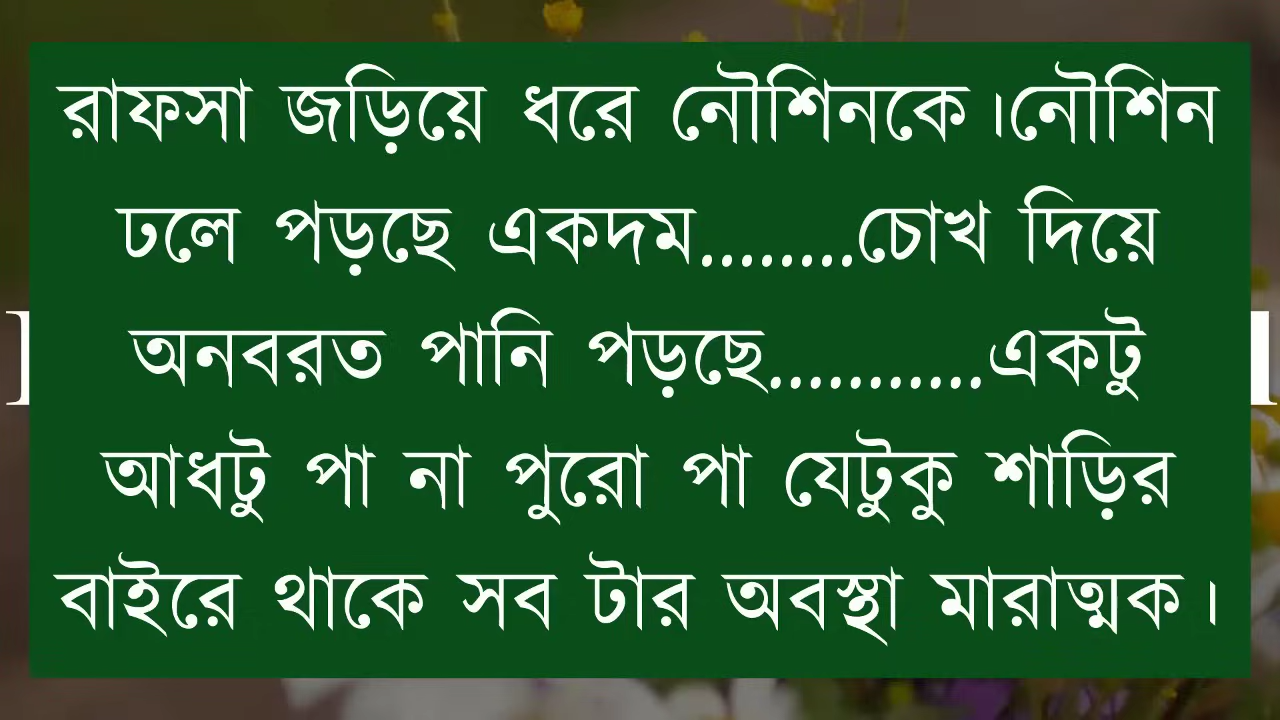 রাফসা জড়িয়ে ধরে নৌশিনকে।নৌশিন
ঢলে পড়ছে একদম........চোখ দিয়ে
অনবরত পানি পড়ছে...........একটু
আধটু পা না পুরো পা যেটুকু শাড়ির
বাইরে থাকে সব টার অবস্থা মারাত্মক।